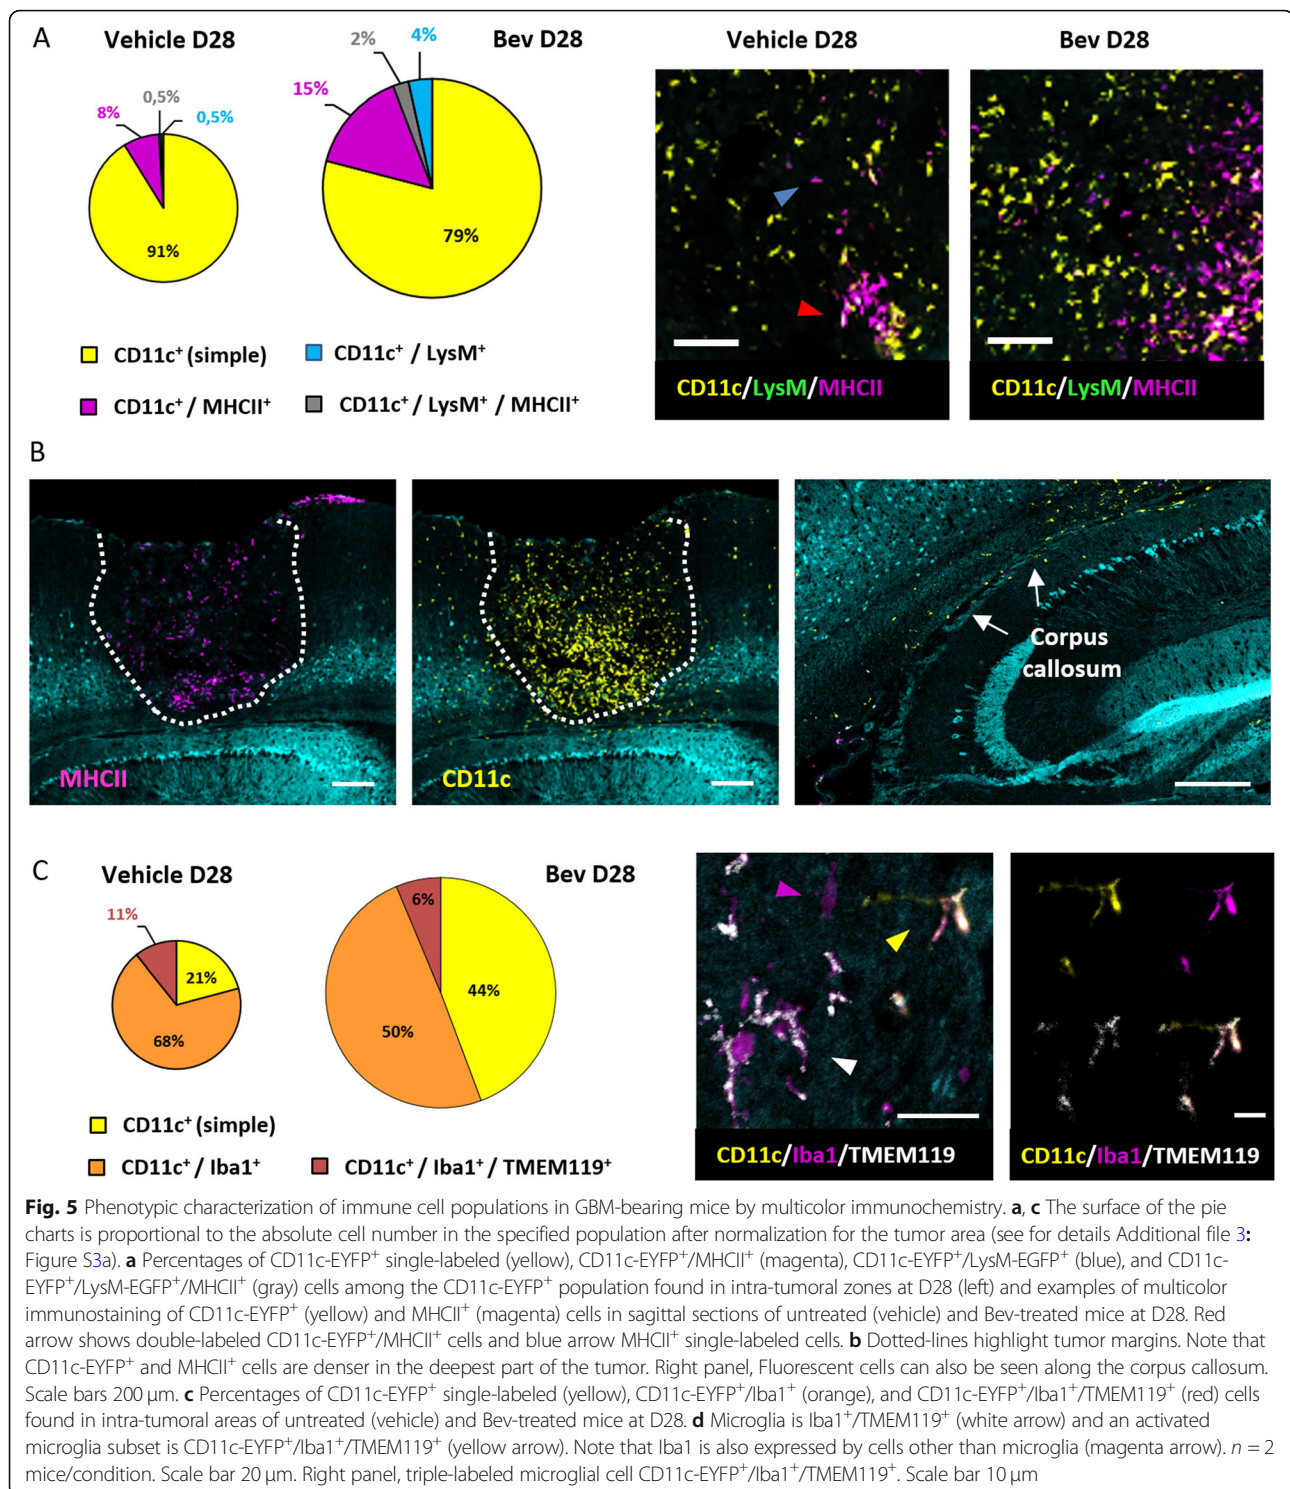 A
Vehicle D28
Bev D28
Vehicle D28
Bev D28
8%
0,5%
0,5%
91%
15%
2%
4%
79%
CD11c⁺ (simple)
CD11c⁺ / LysM⁺
CD11c⁺ / MHCII⁺
CD11c⁺ / LysM⁺ / MHCII⁺
CD11c/LysM/MHCII
CD11c/LysM/MHCII
B
MHCII
CD11c
Corpus
callosum
C
Vehicle D28
Bev D28
11%
21%
68%
6%
44%
50%
CD11c⁺ (simple)
CD11c⁺ / Iba1⁺
CD11c⁺ / Iba1⁺ / TMEM119⁺
CD11c/Iba1/TMEM119
CD11c/Iba1/TMEM119
Fig. 5 Phenotypic characterization of immune cell populations in GBM-bearing mice by multicolor immunochemistry. a, c The surface of the pie
charts is proportional to the absolute cell number in the specified population after normalization for the tumor area (see for details Additional file 3:
Figure S3a). a Percentages of CD11c-EYFP⁺ single-labeled (yellow), CD11c-EYFP⁺/MHCII⁺ (magenta), CD11c-EYFP⁺/LysM-EGFP⁺ (blue), and CD11c-
EYFP⁺/LysM-EGFP⁺/MHCII⁺ (gray) cells among the CD11c-EYFP⁺ population found in intra-tumoral zones at D28 (left) and examples of multicolor
immunostaining of CD11c-EYFP⁺ (yellow) and MHCII⁺ (magenta) cells in sagittal sections of untreated (vehicle) and Bev-treated mice at D28. Red
arrow shows double-labeled CD11c-EYFP⁺/MHCII⁺ cells and blue arrow MHCII⁺ single-labeled cells. b Dotted-lines highlight tumor margins. Note that
CD11c-EYFP⁺ and MHCII⁺ cells are denser in the deepest part of the tumor. Right panel, Fluorescent cells can also be seen along the corpus callosum.
Scale bars 200 μm. c Percentages of CD11c-EYFP⁺ single-labeled (yellow), CD11c-EYFP⁺/Iba1⁺ (orange), and CD11c-EYFP⁺/Iba1⁺/TMEM119⁺ (red) cells
found in intra-tumoral areas of untreated (vehicle) and Bev-treated mice at D28. d Microglia is Iba1⁺/TMEM119⁺ (white arrow) and an activated
microglia subset is CD11c-EYFP⁺/Iba1⁺/TMEM119⁺ (yellow arrow). Note that Iba1 is also expressed by cells other than microglia (magenta arrow). n = 2
mice/condition. Scale bar 20 μm. Right panel, triple-labeled microglial cell CD11c-EYFP⁺/Iba1⁺/TMEM119⁺. Scale bar 10 μm